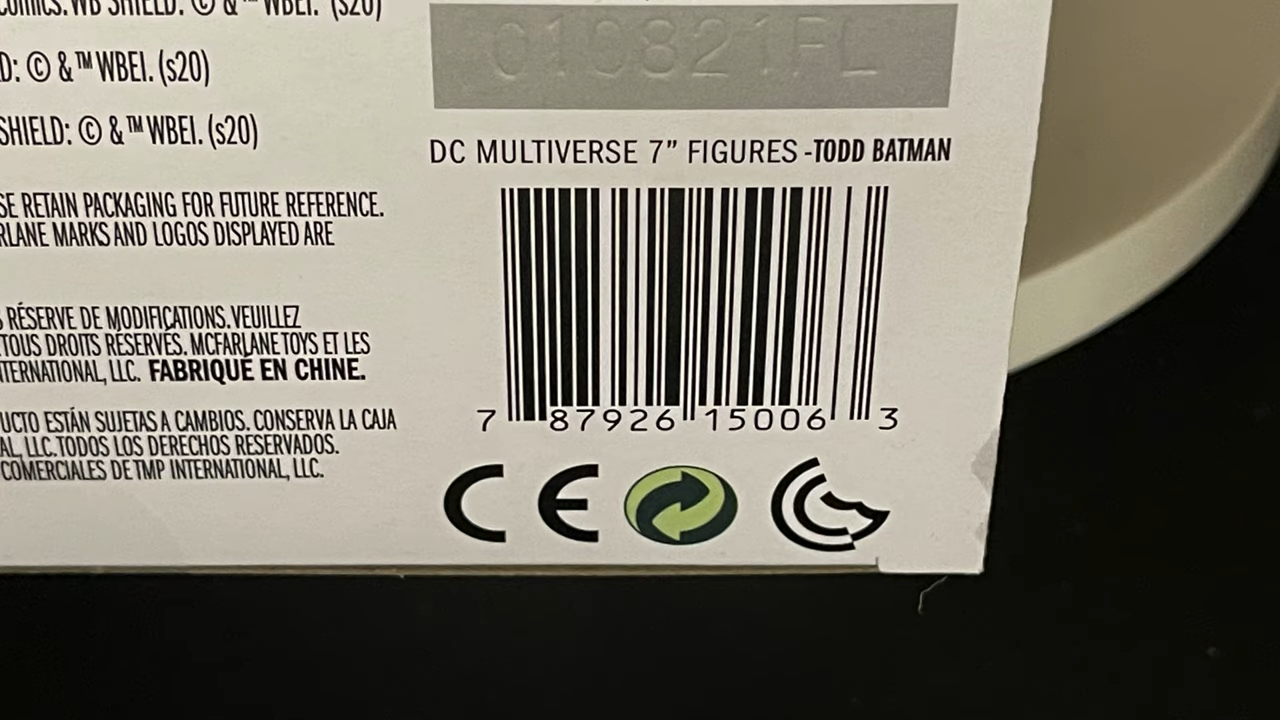 COMICS. WB SHIELD: © & ™ WBEI. (s20)
D: © & ™ WBEI. (s20)
SHIELD: © & ™ WBEI. (s20)
SE RETAIN PACKAGING FOR FUTURE REFERENCE.
RLANE MARKS AND LOGOS DISPLAYED ARE
RÉSERVE DE MODIFICATIONS. VEUILLEZ
TOUS DROITS RÉSERVÉS. MCFARLANE TOYS ET LES
TERNATIONAL, LLC. FABRIQUÉ EN CHINE.
UCTO ESTÁN SUJETAS A CAMBIOS. CONSERVA LA CAJA
AL, LLC. TODOS LOS DERECHOS RESERVADOS.
COMERCIALES DE TMP INTERNATIONAL, LLC.
010821FL
DC MULTIVERSE 7” FIGURES -TODD BATMAN
7 87926 15006 3
CE